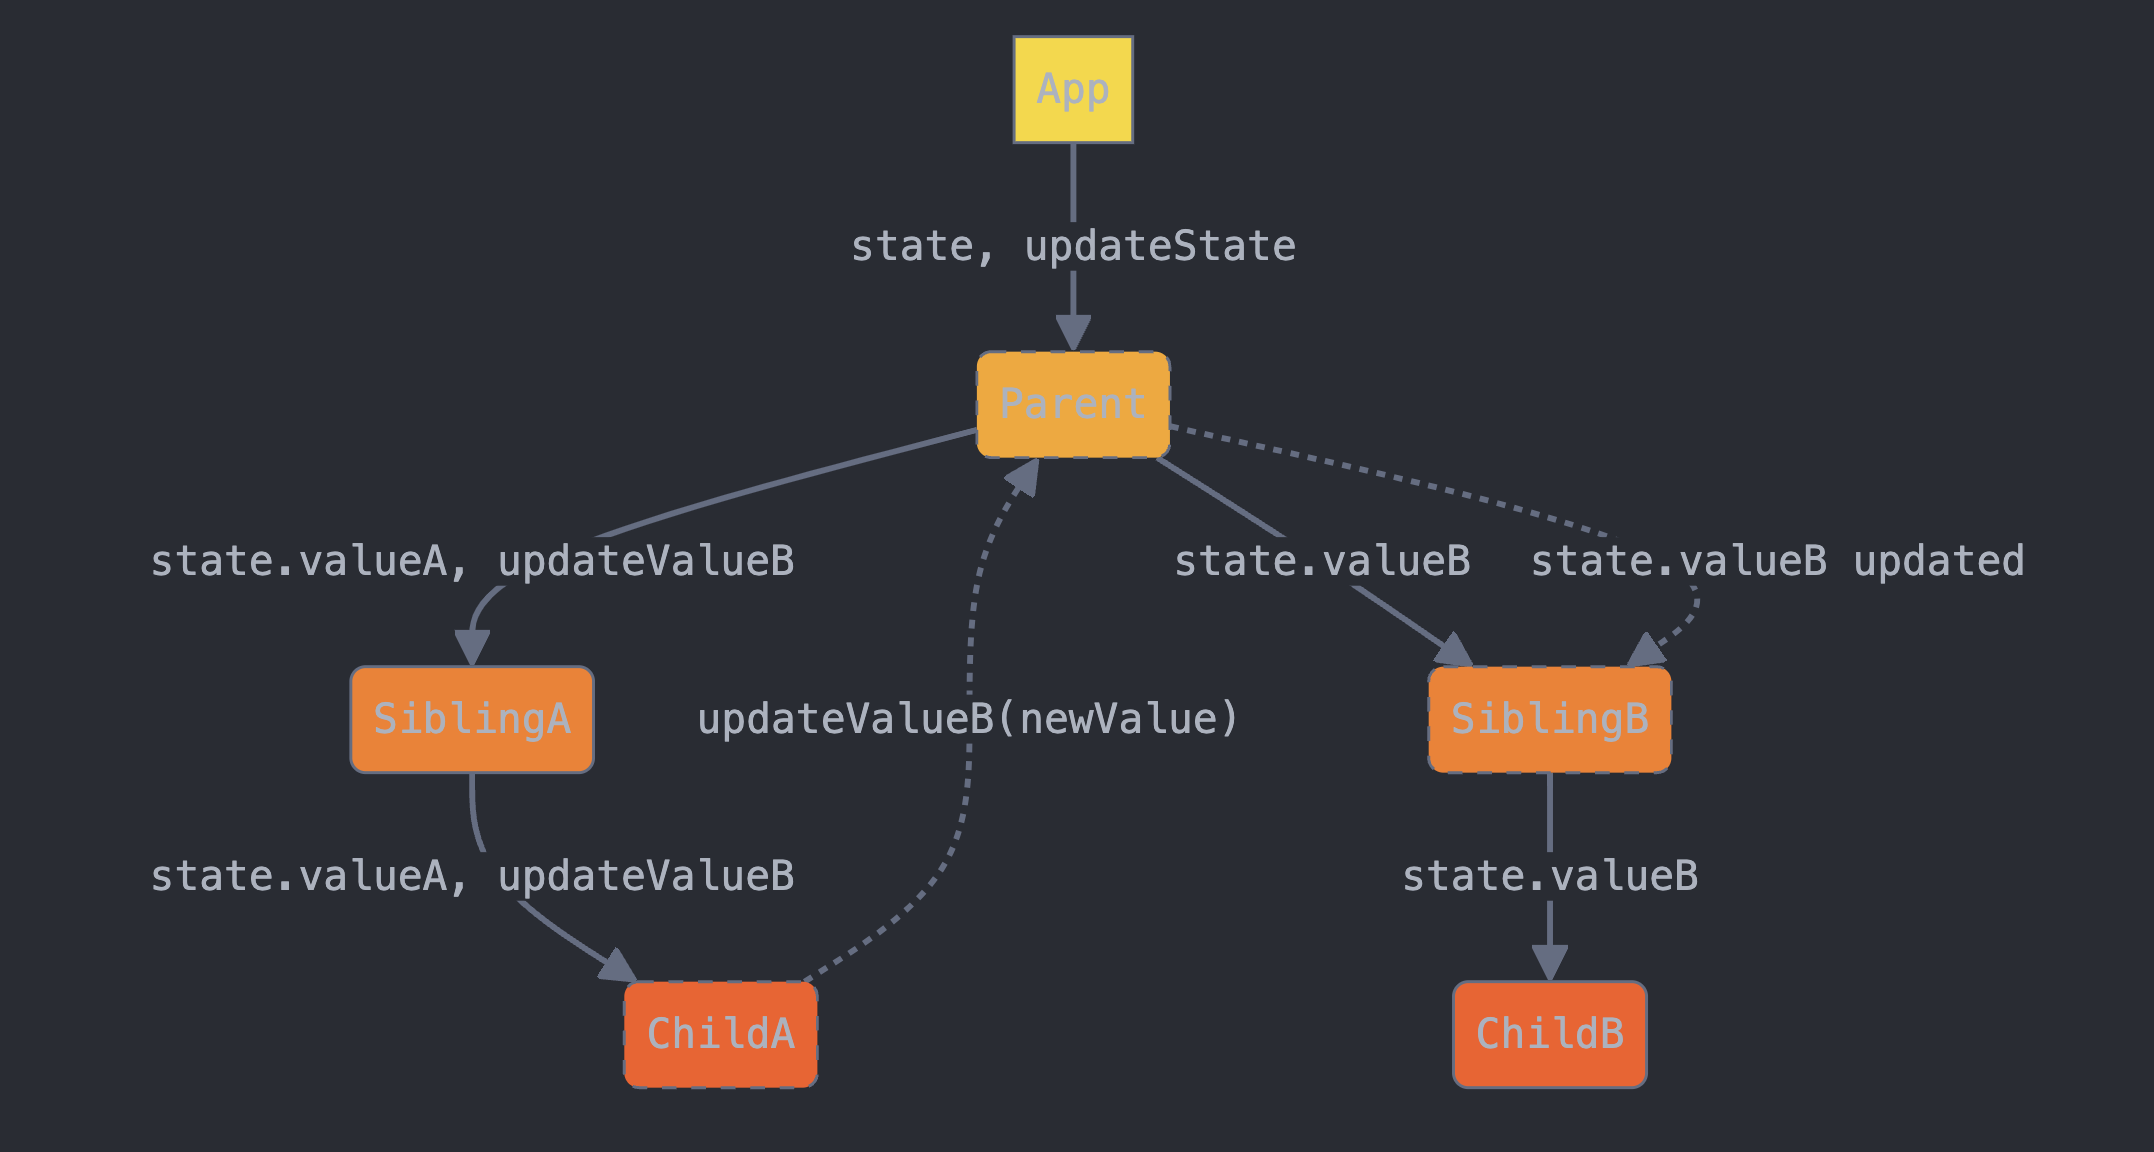 App
state, updateState
Parent
state.valueA, updateValueB
state.valueB
state.valueB updated
SiblingA
updateValueB(newValue)
SiblingB
state.valueA, updateValueB
state.valueB
ChildA
ChildB